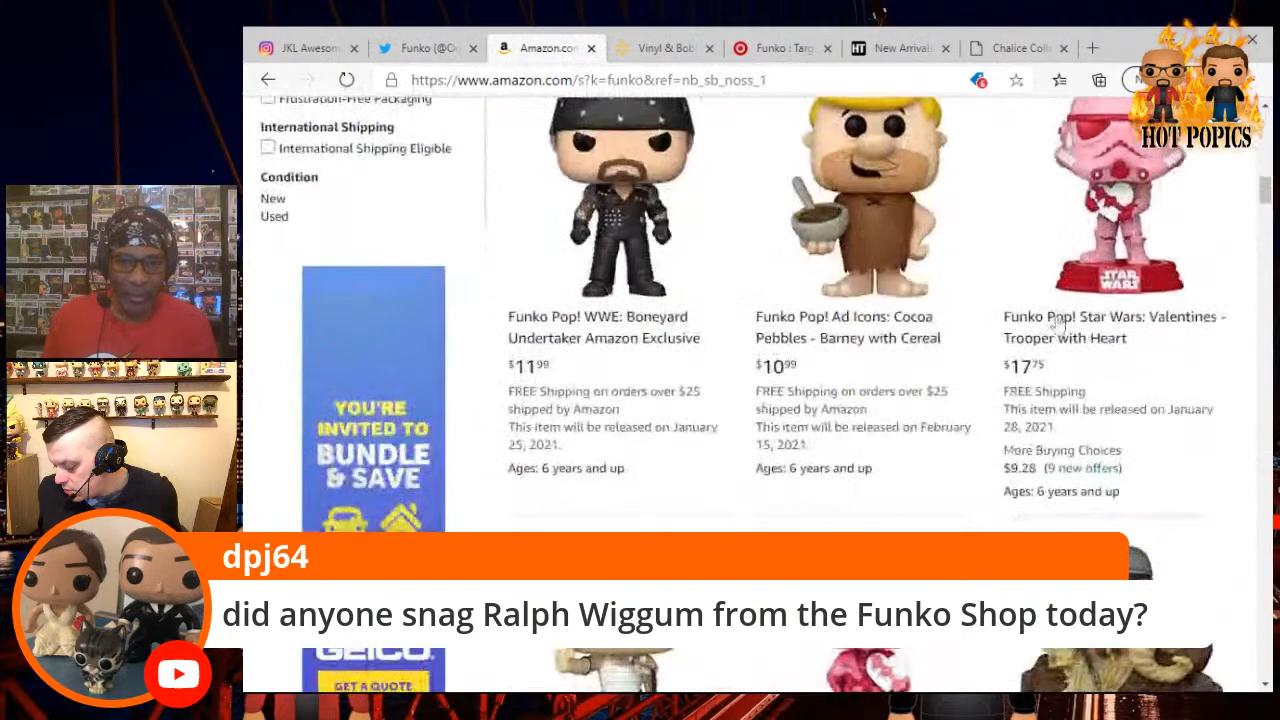 JKL Awesom
Funko (@O
Amazon.co
Vinyl & Bob
Funko : Targ
New Arrival
Chalice Coll
https://www.amazon.com/s?k=funko&ref=nb_sb_noss_1
HOT POPICS
Frustration-Free Packaging
International Shipping
International Shipping Eligible
Condition
New
Used
STAR
WARS
Funko Pop! WWE: Boneyard
Undertaker Amazon Exclusive
$11.99
FREE Shipping on orders over $25
shipped by Amazon
This item will be released on January
25, 2021.
Ages: 6 years and up
Funko Pop! Ad Icons: Cocoa
Pebbles - Barney with Cereal
$10.99
FREE Shipping on orders over $25
shipped by Amazon
This item will be released on February
15, 2021.
Ages: 6 years and up
Funko Pop! Star Wars: Valentines -
Trooper with Heart
$17.75
FREE Shipping
This item will be released on January
28, 2021.
More Buying Choices
$9.28 (9 new offers)
Ages: 6 years and up
YOU'RE
INVITED TO
BUNDLE
& SAVE
dpj64
did anyone snag Ralph Wiggum from the Funko Shop today?
GEICO
GET A QUOTE